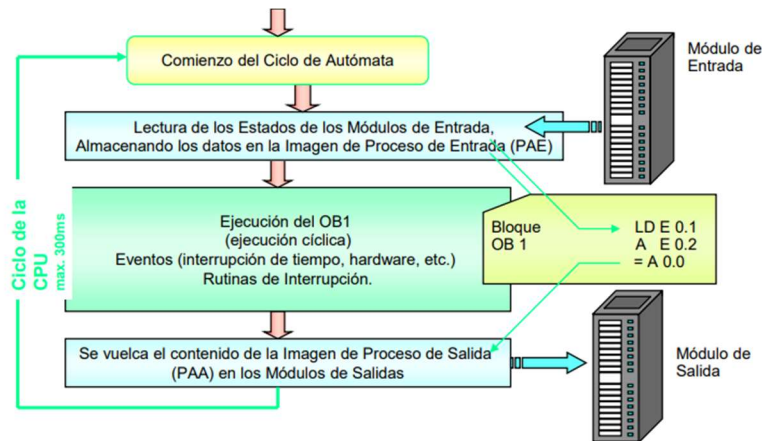 Comienzo del Ciclo de Autómata
Módulo de
Entrada
Lectura de los Estados de los Módulos de Entrada,
Almacenando los datos en la Imagen de Proceso de Entrada (PAE)
Ciclo de la
CPU
max. 300ms
Ejecución del OB1
(ejecución cíclica)
Eventos (interrupción de tiempo, hardware, etc.)
Rutinas de Interrupción.
Bloque
OB 1
LD E 0.1
A E 0.2
= A 0.0
Se vuelca el contenido de la Imagen de Proceso de Salida
(PAA) en los Módulos de Salidas
Módulo de
Salida